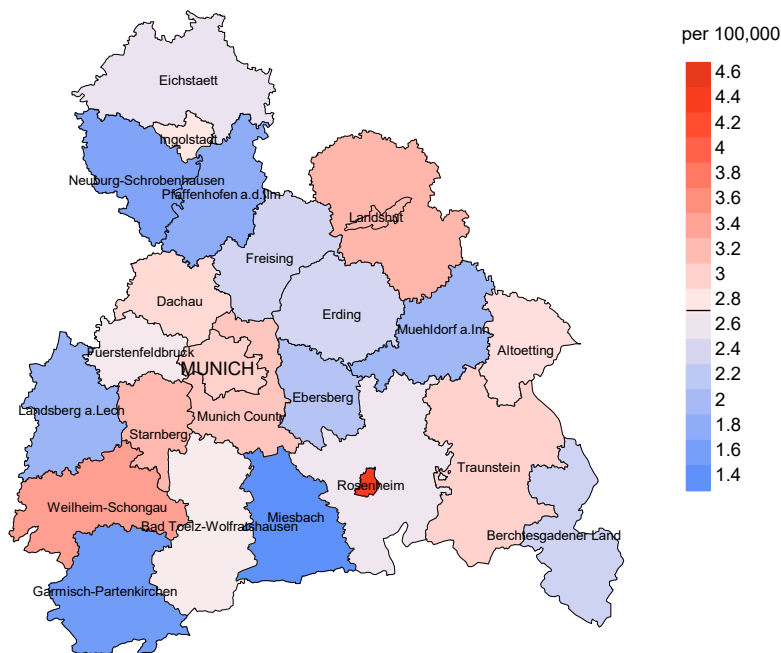 per 100,000
4.6
4.4
4.2
4
3.8
3.6
3.4
3.2
3
2.8
2.6
2.4
2.2
2
1.8
1.6
1.4
Eichstaett
Ingolstadt
Neuburg-Schrobenhausen
Pfaffenhofen a.d.Ilm
Landshut
Freising
Dachau
Erding
Muehldorf a.Inn
Fuerstenfeldbruck
Altoetting
MUNICH
Ebersberg
Landsberg a.Lech
Munich County
Starnberg
Traunstein
Rosenheim
Weilheim-Schongau
Miesbach
Bad Toelz-Wolfratshausen
Berchtesgadener Land
Garmisch-Partenkirchen